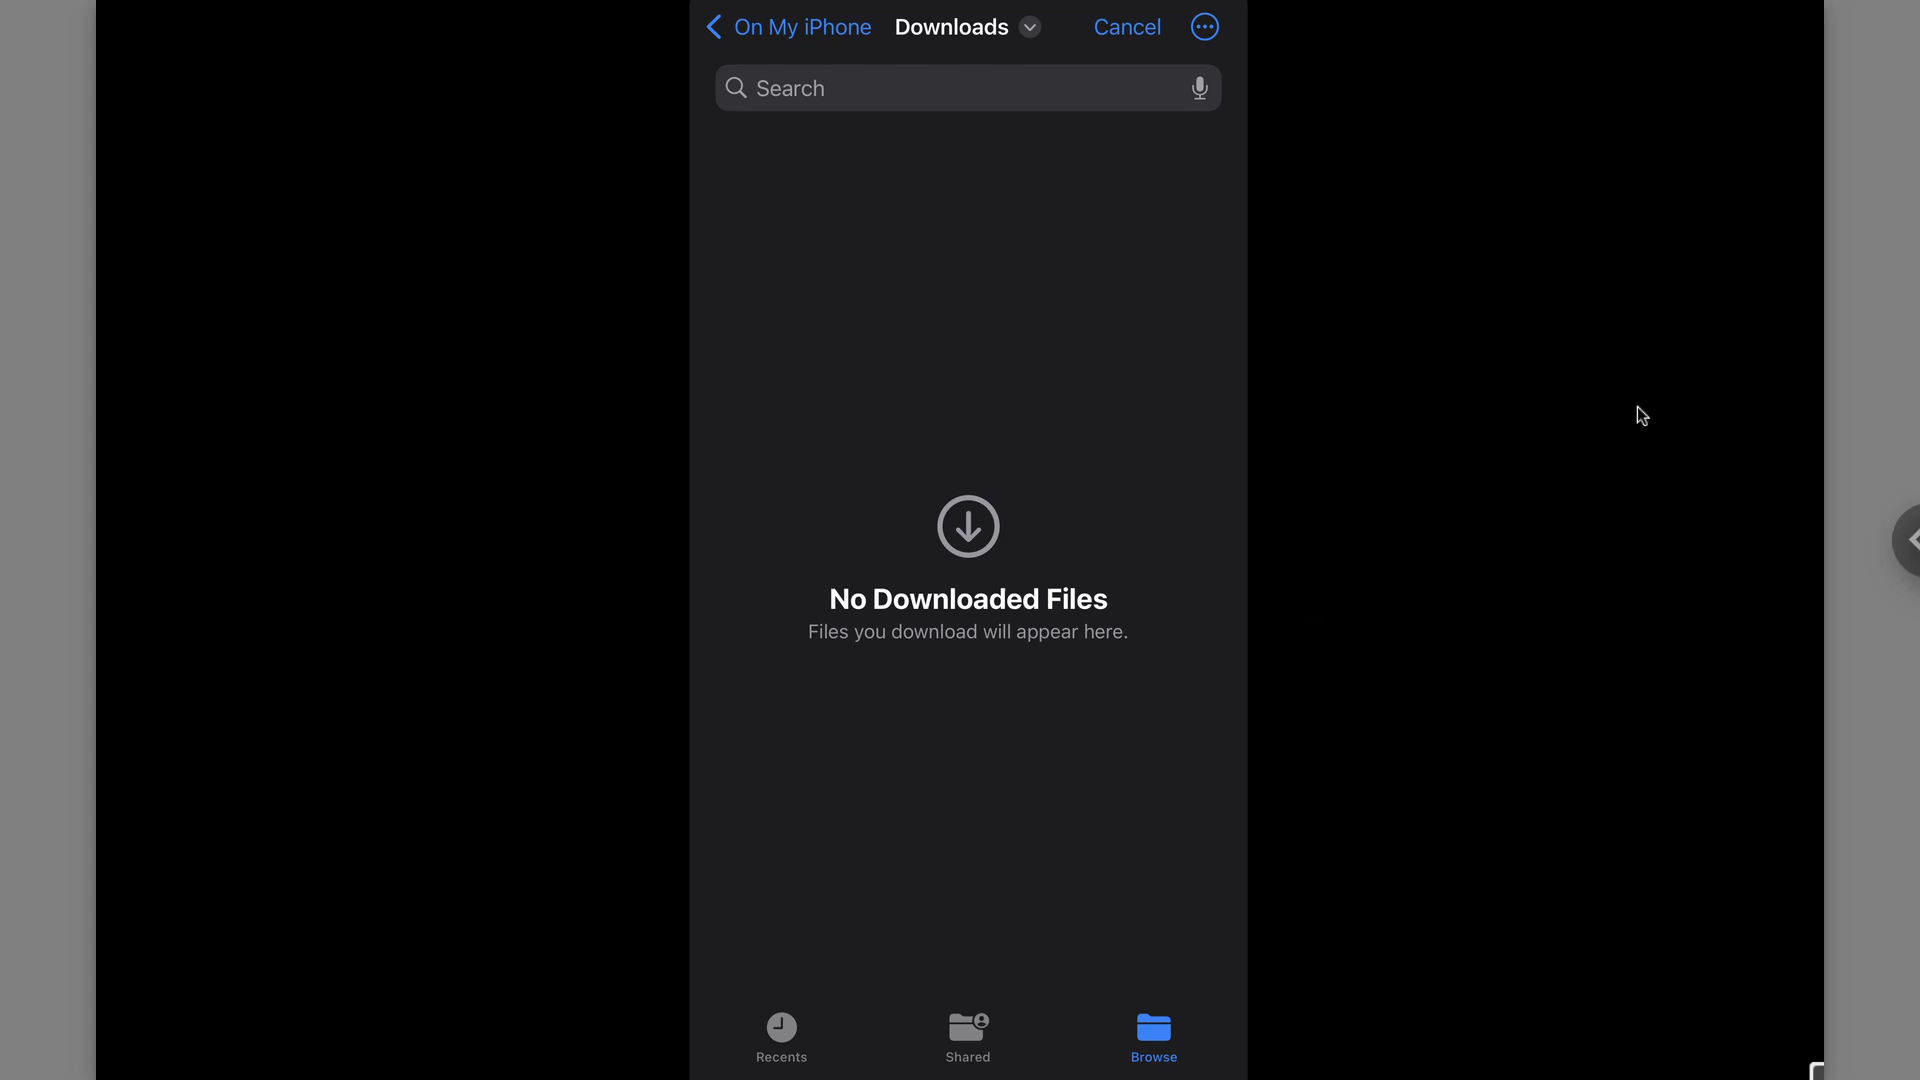 On My iPhone Downloads Cancel
Search
No Downloaded Files
Files you download will appear here.
Recents Shared Browse